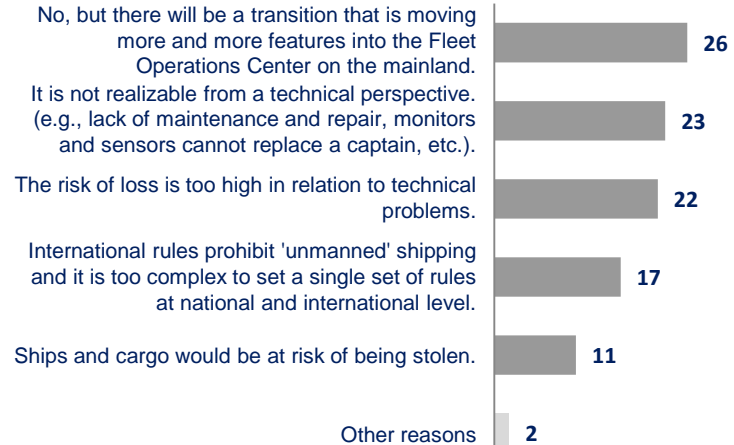 No, but there will be a transition that is moving
more and more features into the Fleet
Operations Center on the mainland.
26
It is not realizable from a technical perspective.
(e.g., lack of maintenance and repair, monitors
and sensors cannot replace a captain, etc.).
23
The risk of loss is too high in relation to technical
problems.
22
International rules prohibit 'unmanned' shipping
and it is too complex to set a single set of rules
at national and international level.
17
Ships and cargo would be at risk of being stolen.
11
Other reasons
2